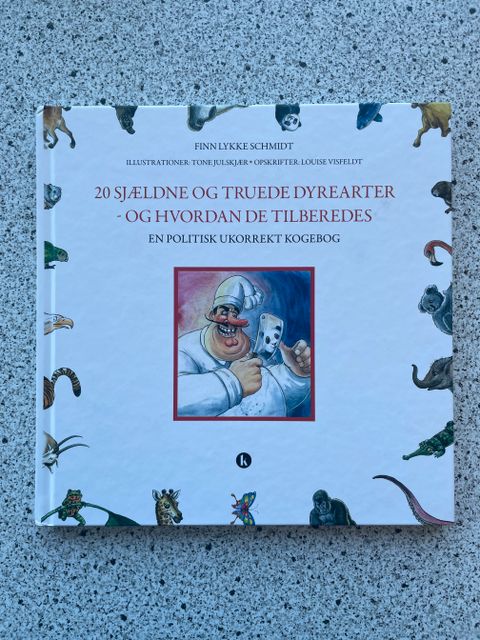 FINN LYKKE SCHMIDT
ILLUSTRATIONER: TONE JULSKJÆR • OPSKRIFTER: LOUISE VISFELDT
20 SJÆLDNE OG TRUEDE DYREARTER
- OG HVORDAN DE TILBEREDES
EN POLITISK UKORREKT KOGEBOG
k